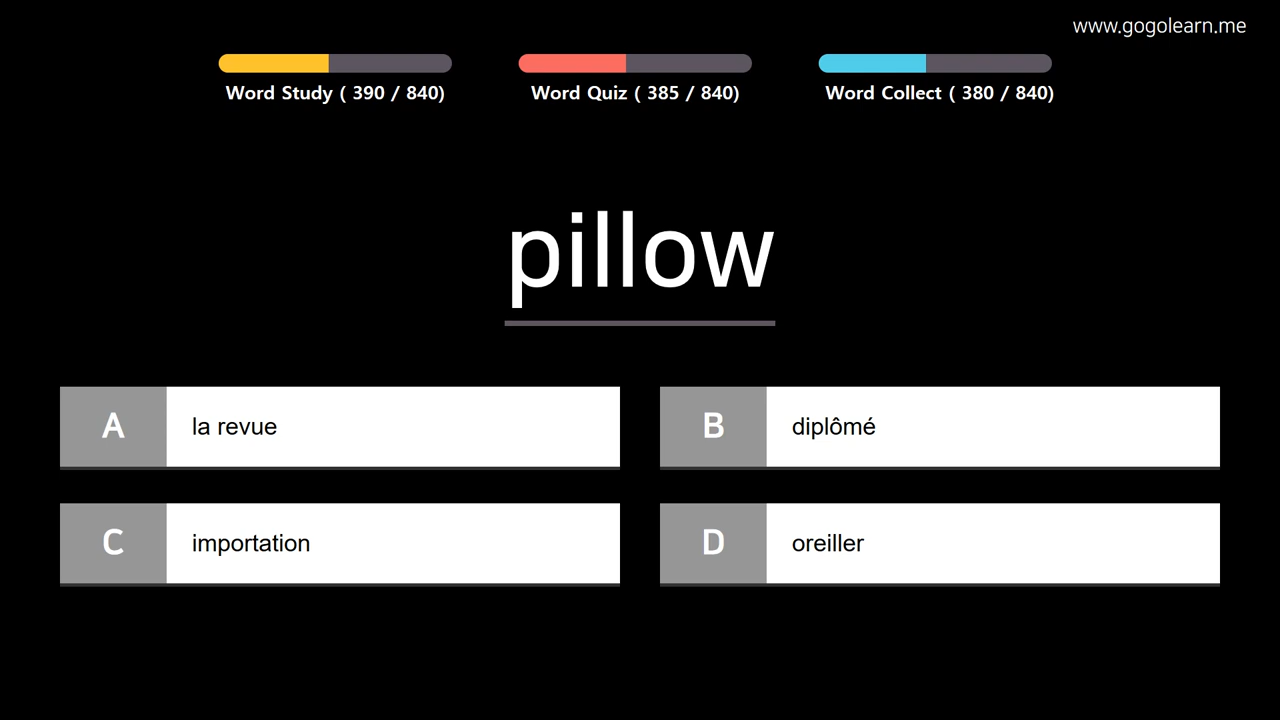 www.gogolearn.me
Word Study ( 390 / 840)
Word Quiz ( 385 / 840)
Word Collect ( 380 / 840)
pillow
A
la revue
B
diplômé
C
importation
D
oreiller